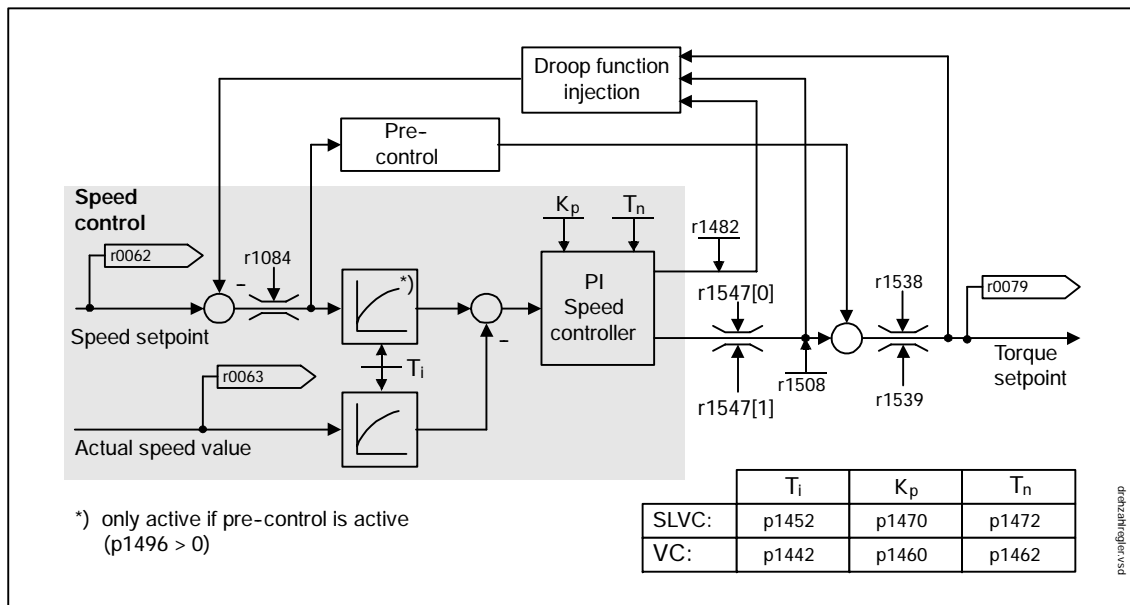 Droop function
injection
Pre-
control
Speed
control
r0062
r1084
*)
Kp
Tn
r1482
PI
Speed
controller
r1547[0]
r1538
r0079
-
-
Speed setpoint
Ti
r0063
r1547[1]
r1508
r1539
Torque
setpoint
Actual speed value
*) only active if pre-control is active
(p1496 > 0)
Ti Kp Tn
SLVC: p1452 p1470 p1472
VC: p1442 p1460 p1462
drehzahlregler.vsd